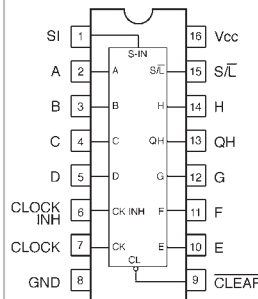 SI 1 16 Vcc
S-IN
A 2 A S/L̅ 15 S/L̅
B 3 B H 14 H
C 4 C QH 13 QH
D 5 D G 12 G
CLOCK
INH 6 CK INH F 11 F
CLOCK 7 CK E 10 E
CL
GND 8 9